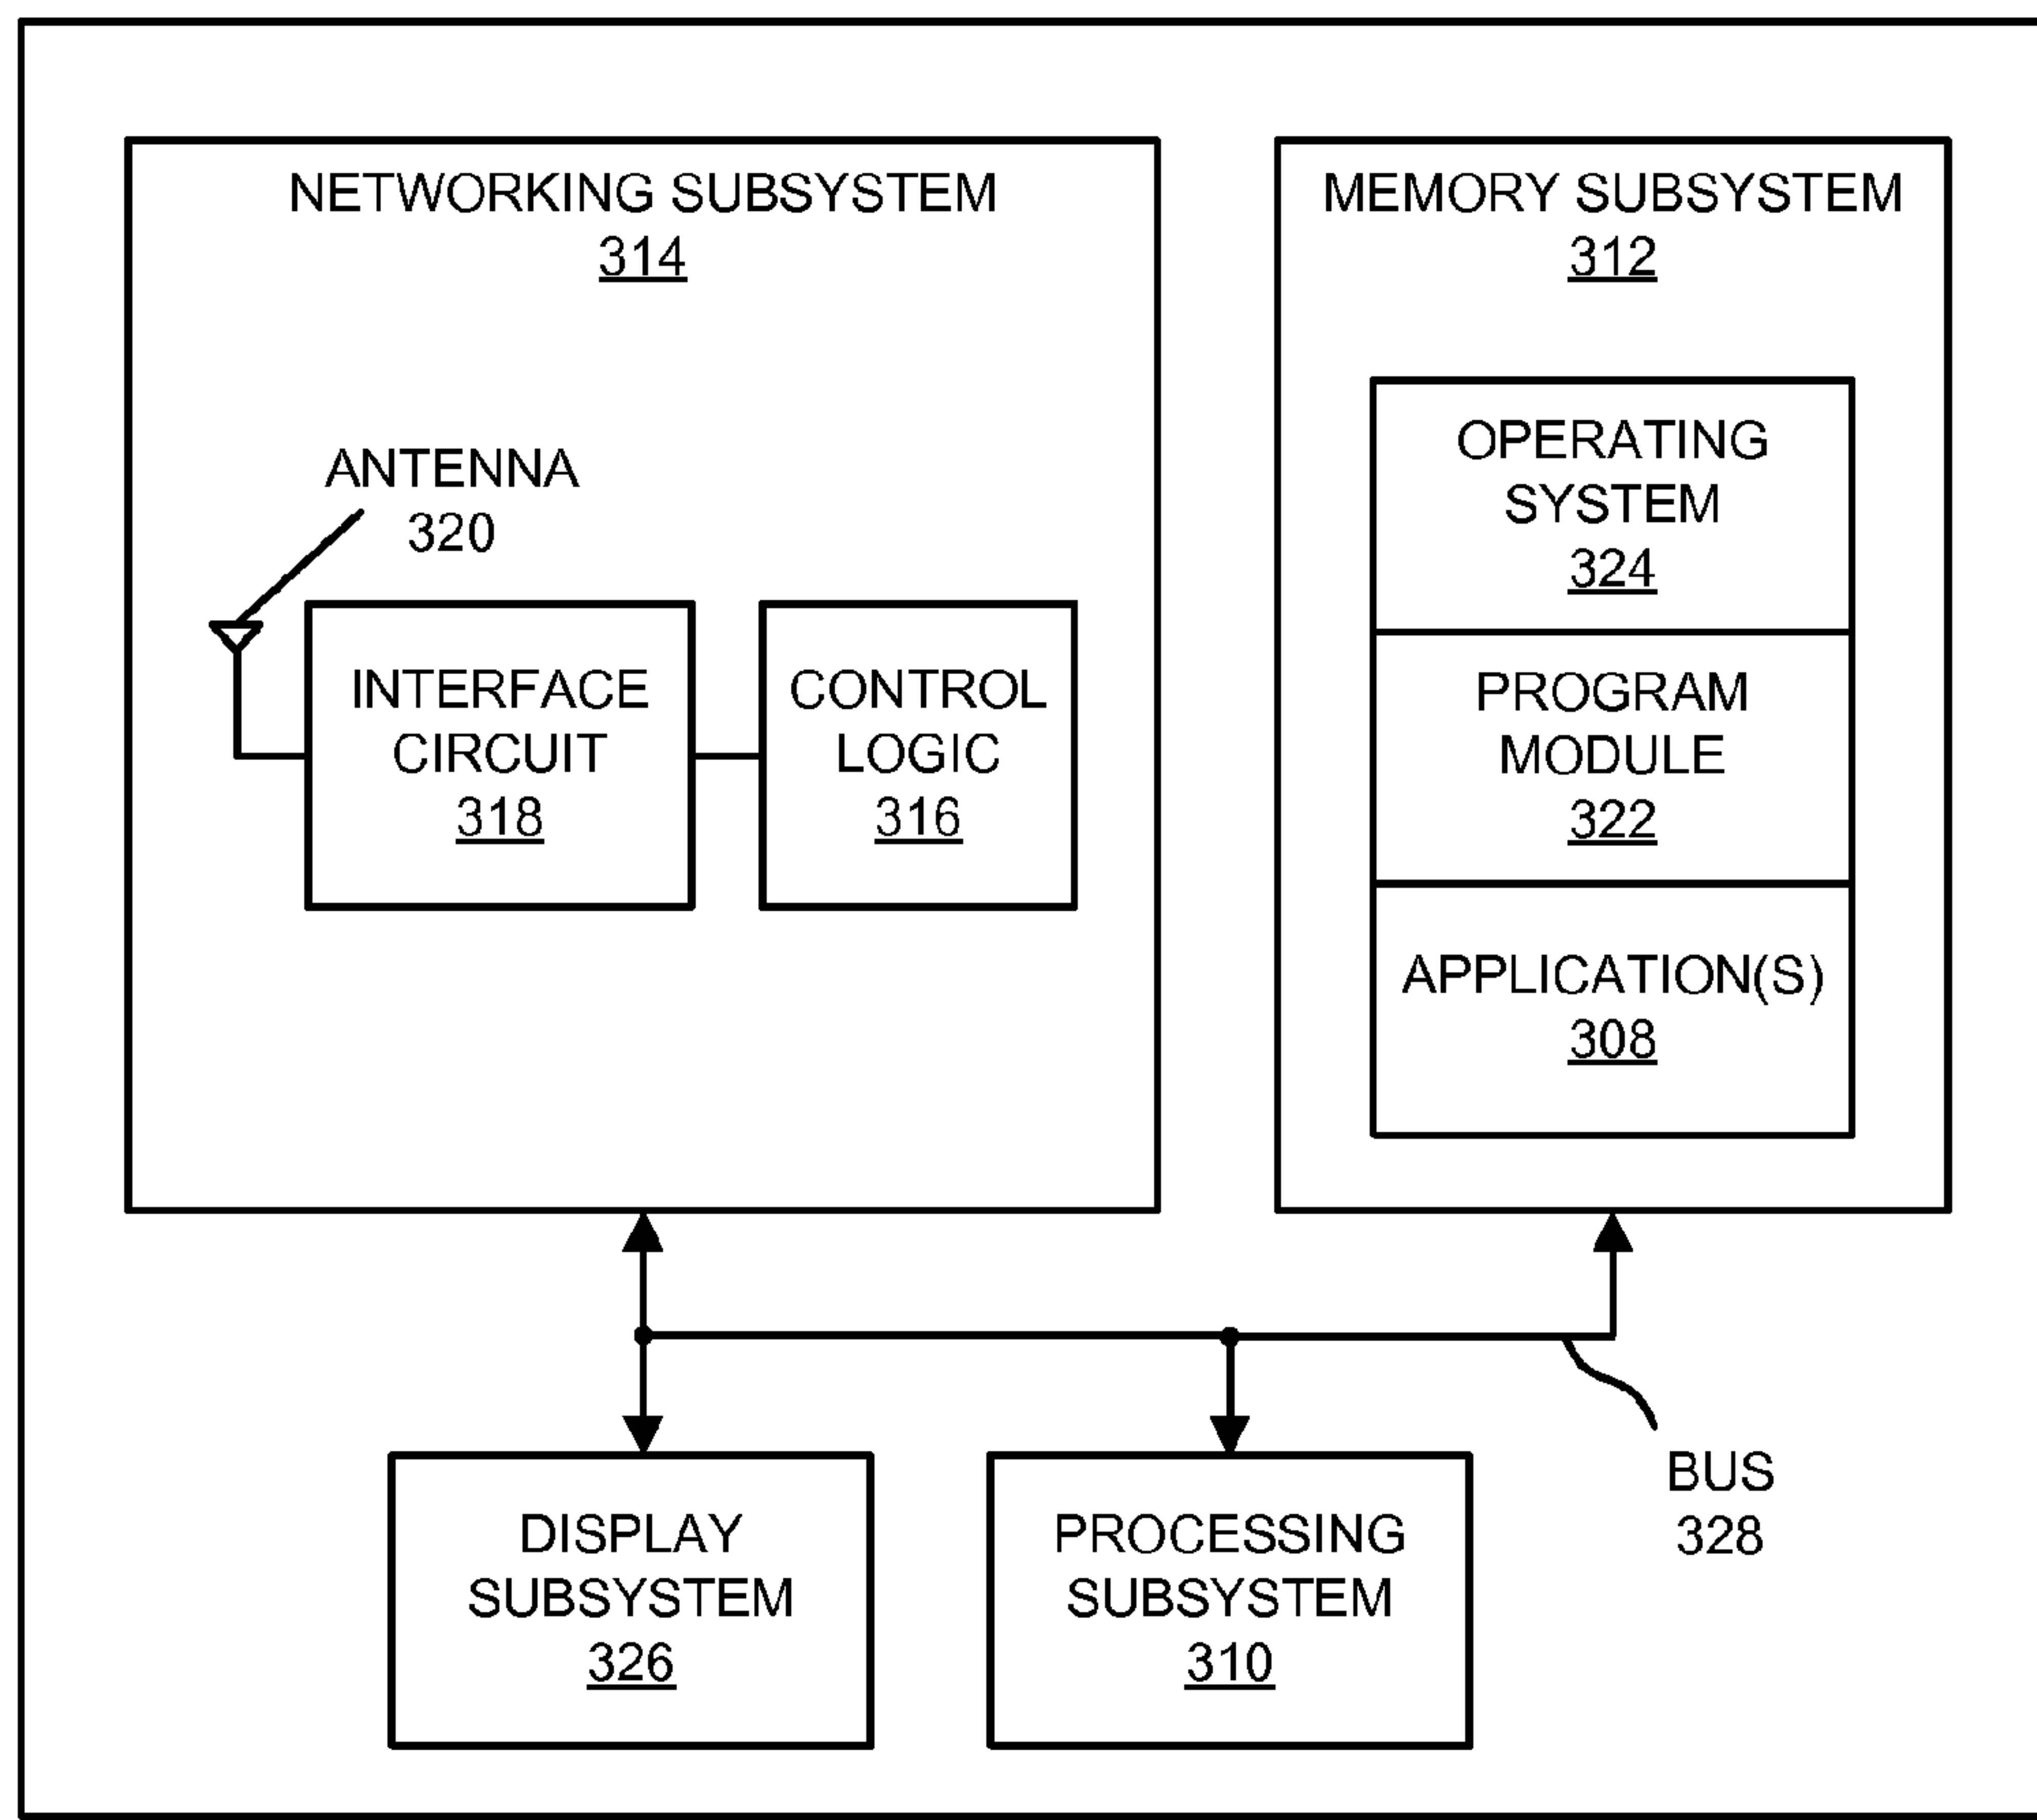 NETWORKING SUBSYSTEM
314
ANTENNA
320
INTERFACE
CIRCUIT
318
CONTROL
LOGIC
316
MEMORY SUBSYSTEM
312
OPERATING
SYSTEM
324
PROGRAM
MODULE
322
APPLICATION(S)
308
DISPLAY
SUBSYSTEM
326
PROCESSING
SUBSYSTEM
310
BUS
328